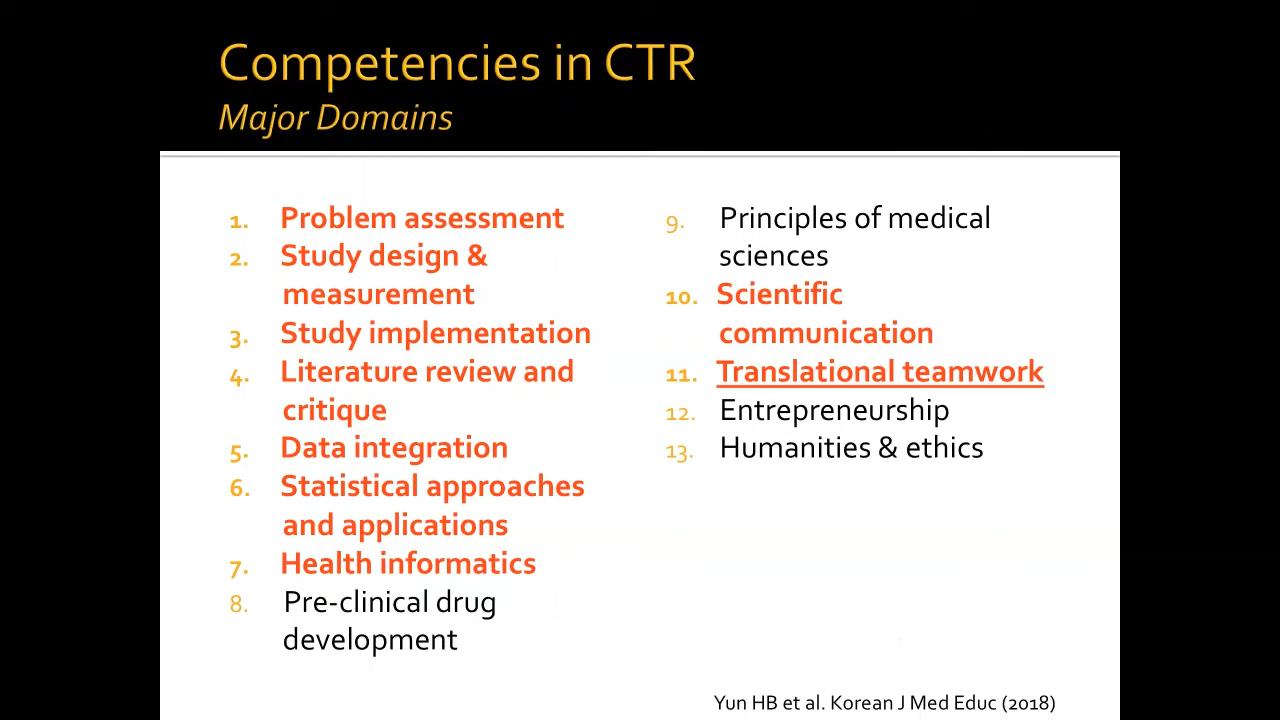 Competencies in CTR
Major Domains
1. Problem assessment
2. Study design &
measurement
3. Study implementation
4. Literature review and
critique
5. Data integration
6. Statistical approaches
and applications
7. Health informatics
8. Pre-clinical drug
development
9. Principles of medical
sciences
10. Scientific
communication
11. Translational teamwork
12. Entrepreneurship
13. Humanities & ethics
Yun HB et al. Korean J Med Educ (2018)